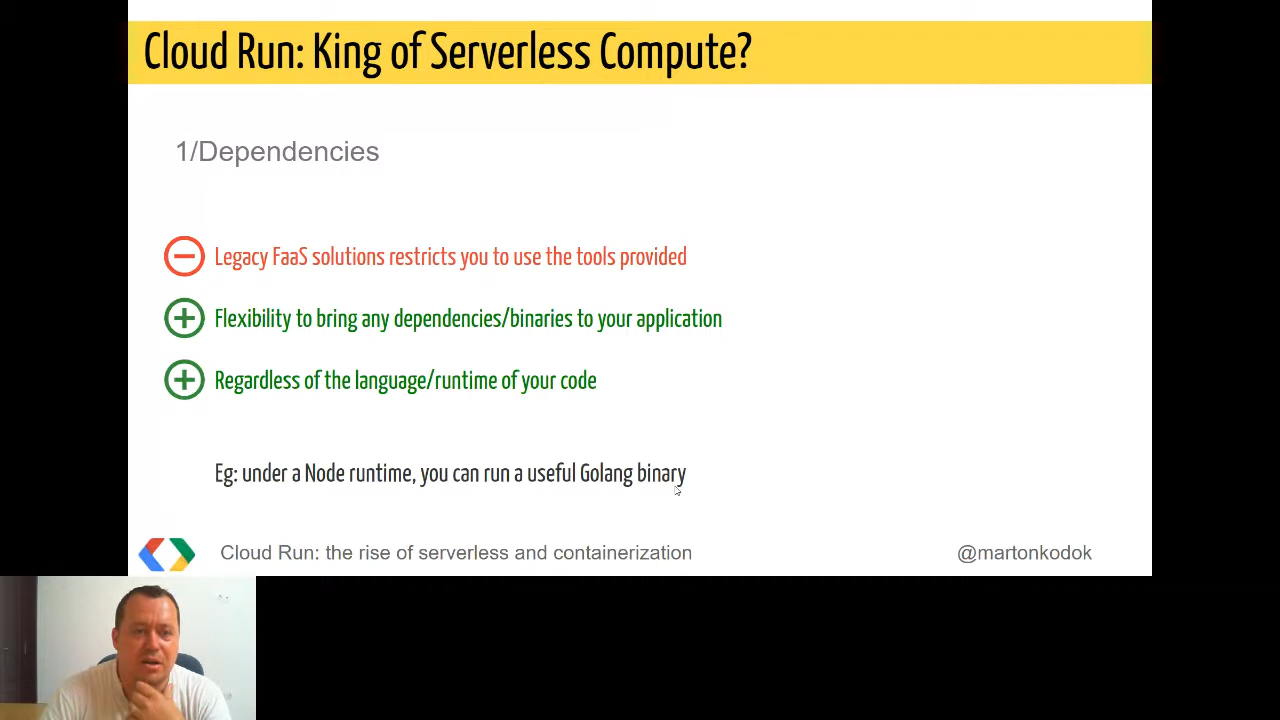 Cloud Run: King of Serverless Compute?
1/Dependencies
Legacy FaaS solutions restricts you to use the tools provided
Flexibility to bring any dependencies/binaries to your application
Regardless of the language/runtime of your code
Eg: under a Node runtime, you can run a useful Golang binary
Cloud Run: the rise of serverless and containerization
@martonkodok